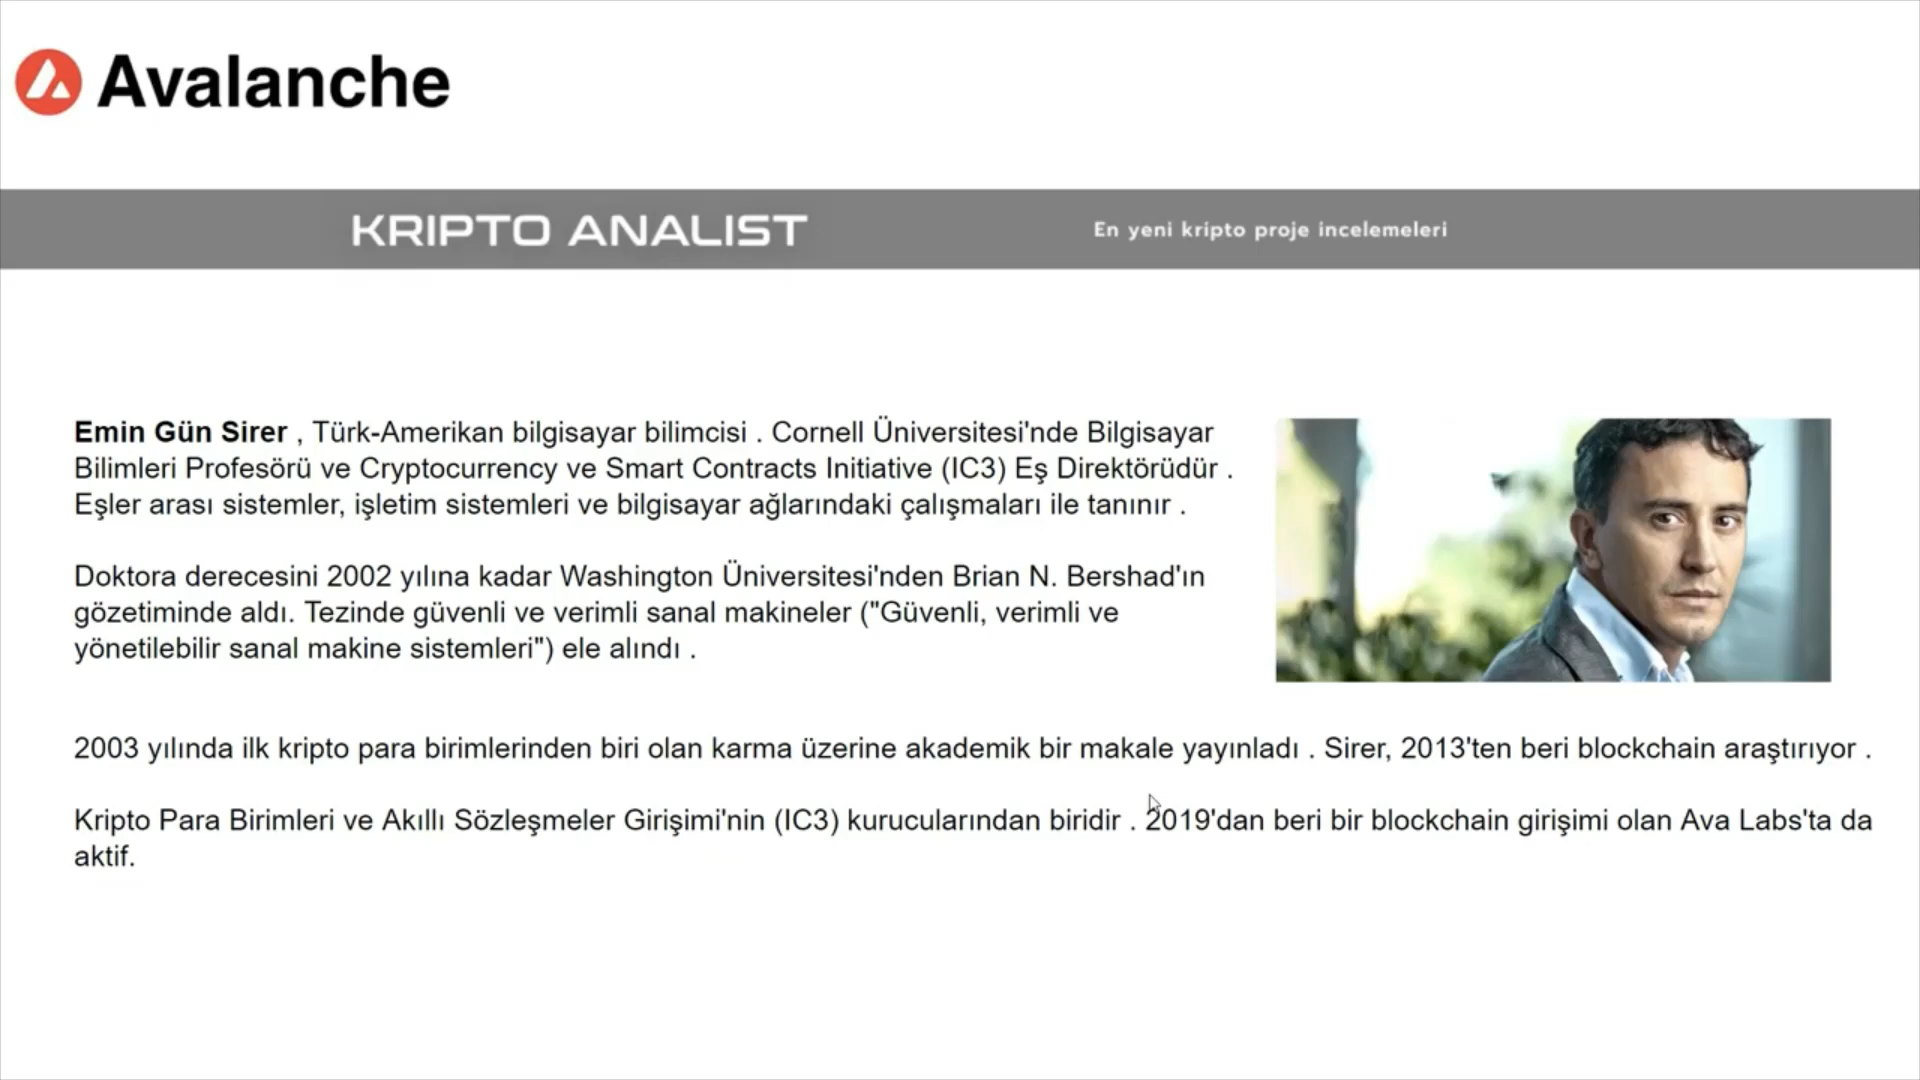 Avalanche
KRIPTO ANALIST
En yeni kripto proje incelemeleri
Emin Gün Sirer , Türk-Amerikan bilgisayar bilimcisi . Cornell Üniversitesi'nde Bilgisayar
Bilimleri Profesörü ve Cryptocurrency ve Smart Contracts Initiative (IC3) Eş Direktörüdür .
Eşler arası sistemler, işletim sistemleri ve bilgisayar ağlarındaki çalışmaları ile tanınır .
Doktora derecesini 2002 yılına kadar Washington Üniversitesi'nden Brian N. Bershad'ın
gözetiminde aldı. Tezinde güvenli ve verimli sanal makineler ("Güvenli, verimli ve
yönetilebilir sanal makine sistemleri") ele alındı .
2003 yılında ilk kripto para birimlerinden biri olan karma üzerine akademik bir makale yayınladı . Sirer, 2013'ten beri blockchain araştırıyor .
Kripto Para Birimleri ve Akıllı Sözleşmeler Girişimi'nin (IC3) kurucularından biridir . 2019'dan beri bir blockchain girişimi olan Ava Labs'ta da
aktif.